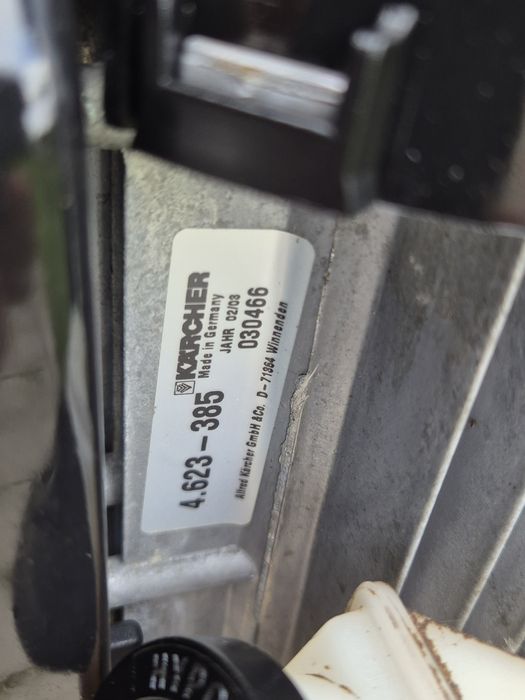 KÄRCHER
Made in Germany
4.623-385 JAHR 02/03
030466
Alfred Kärcher GmbH &Co. D-71364 Winnenden